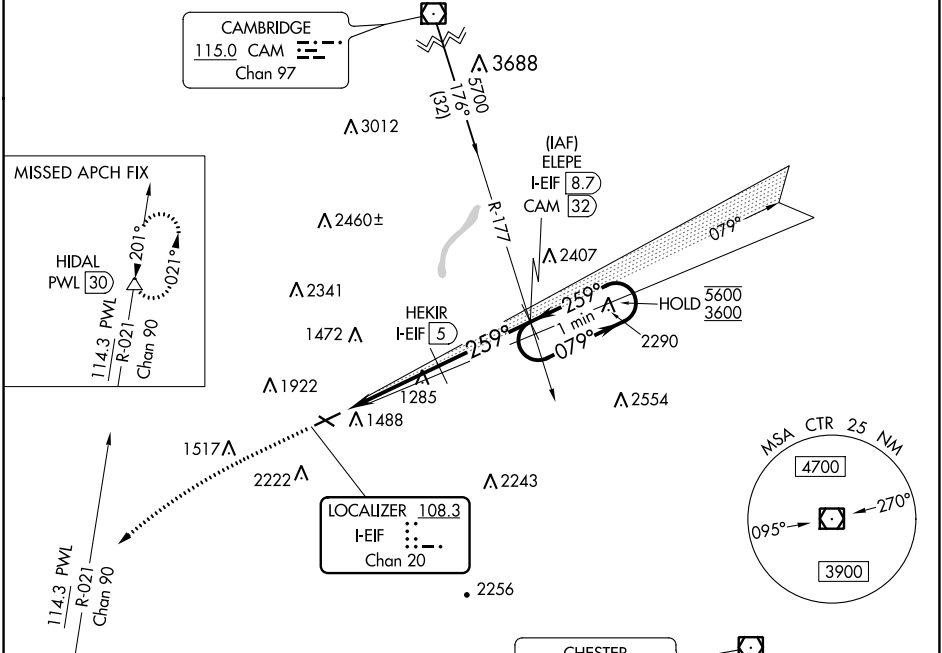 CAMBRIDGE
115.0 CAM
Chan 97
3688
5700
176°
(32)
3012
(IAF)
ELEPE
I-EIF 8.7
CAM 32
MISSED APCH FIX
201°
021°
HIDAL
PWL 30
114.3 PWL
R-021
Chan 90
2460±
R-177
079°
2407
2341
HEKIR
I-EIF 5
259°
259°
1 min
079°
HOLD 5600
3600
2290
1472
1922
1285
1488
2554
1517
2222
2243
LOCALIZER 108.3
I-EIF
Chan 20
MSA CTR 25 NM
4700
095°
270°
3900
114.3 PWL
R-021
Chan 90
2256
CHESTER